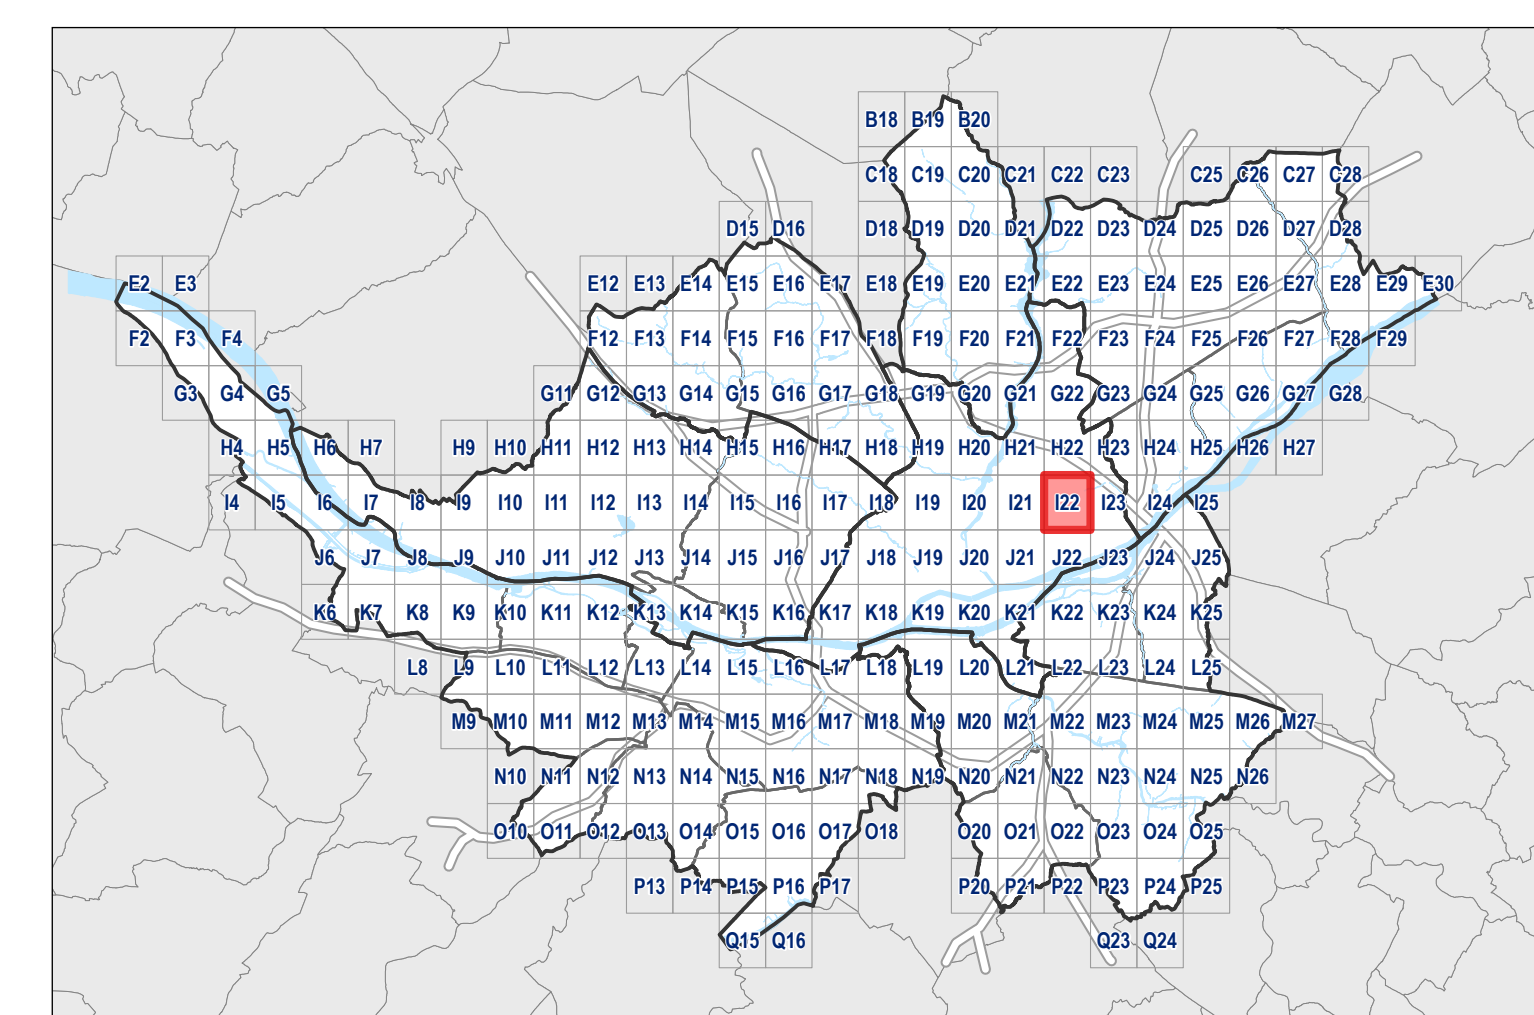 B18 B19 B20
C18 C19 C20 C21 C22 C23 C25 C26 C27 C28
D15 D16 D18 D19 D20 D21 D22 D23 D24 D25 D26 D27 D28
E2 E3 E12 E13 E14 E15 E16 E17 E18 E19 E20 E21 E22 E23 E24 E25 E26 E27 E28 E29 E30
F2 F3 F4 F12 F13 F14 F15 F16 F17 F18 F19 F20 F21 F22 F23 F24 F25 F26 F27 F28 F29
G3 G4 G5 G11 G12 G13 G14 G15 G16 G17 G18 G19 G20 G21 G22 G23 G24 G25 G26 G27 G28
H4 H5 H6 H7 H9 H10 H11 H12 H13 H14 H15 H16 H17 H18 H19 H20 H21 H22 H23 H24 H25 H26 H27
I4 I5 I6 I7 I8 I9 I10 I11 I12 I13 I14 I15 I16 I17 I18 I19 I20 I21 I22 I23 I24 I25
J6 J7 J8 J9 J10 J11 J12 J13 J14 J15 J16 J17 J18 J19 J20 J21 J22 J23 J24 J25
K6 K7 K8 K9 K10 K11 K12 K13 K14 K15 K16 K17 K18 K19 K20 K21 K22 K23 K24 K25
L8 L9 L10 L11 L12 L13 L14 L15 L16 L17 L18 L19 L20 L21 L22 L23 L24 L25
M9 M10 M11 M12 M13 M14 M15 M16 M17 M18 M19 M20 M21 M22 M23 M24 M25 M26 M27
N10 N11 N12 N13 N14 N15 N16 N17 N18 N19 N20 N21 N22 N23 N24 N25 N26
O10 O11 O12 O13 O14 O15 O16 O17 O18 O20 O21 O22 O23 O24 O25
P13 P14 P15 P16 P17 P20 P21 P22 P23 P24 P25
Q15 Q16 Q23 Q24